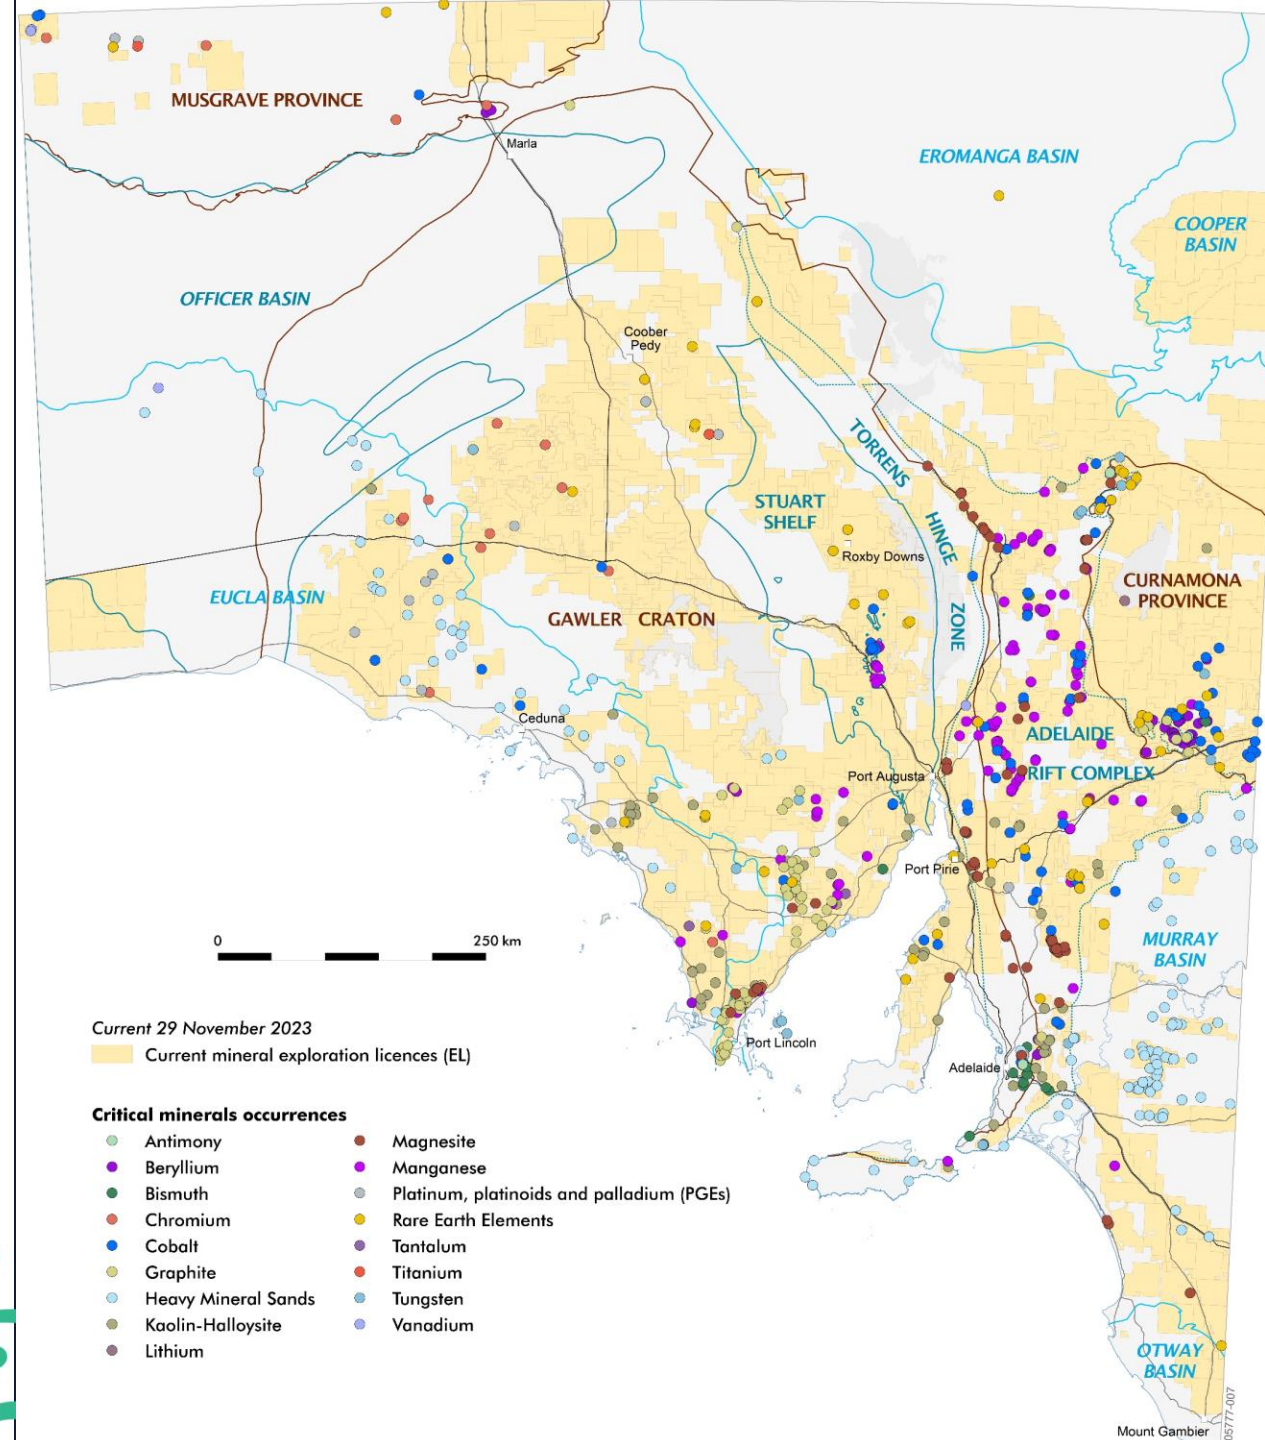 MUSGRAVE PROVINCE
Marla
EROMANGA BASIN
COOPER
BASIN
OFFICER BASIN
Coober
Pedy
TORRENS
HINGE
ZONE
STUART
SHELF
Roxby Downs
CURNAMONA
PROVINCE
EUCLA BASIN
GAWLER CRATON
Ceduna
ADELAIDE
RIFT COMPLEX
Port Augusta
Port Pirie
0
250 km
MURRAY
BASIN
Current 29 November 2023
Current mineral exploration licences (EL)
Port Lincoln
Adelaide
Critical minerals occurrences
Antimony
Beryllium
Bismuth
Chromium
Cobalt
Graphite
Heavy Mineral Sands
Kaolin-Halloysite
Lithium
Magnesite
Manganese
Platinum, platinoids and palladium (PGEs)
Rare Earth Elements
Tantalum
Titanium
Tungsten
Vanadium
OTWAY
BASIN
Mount Gambier
05777-007